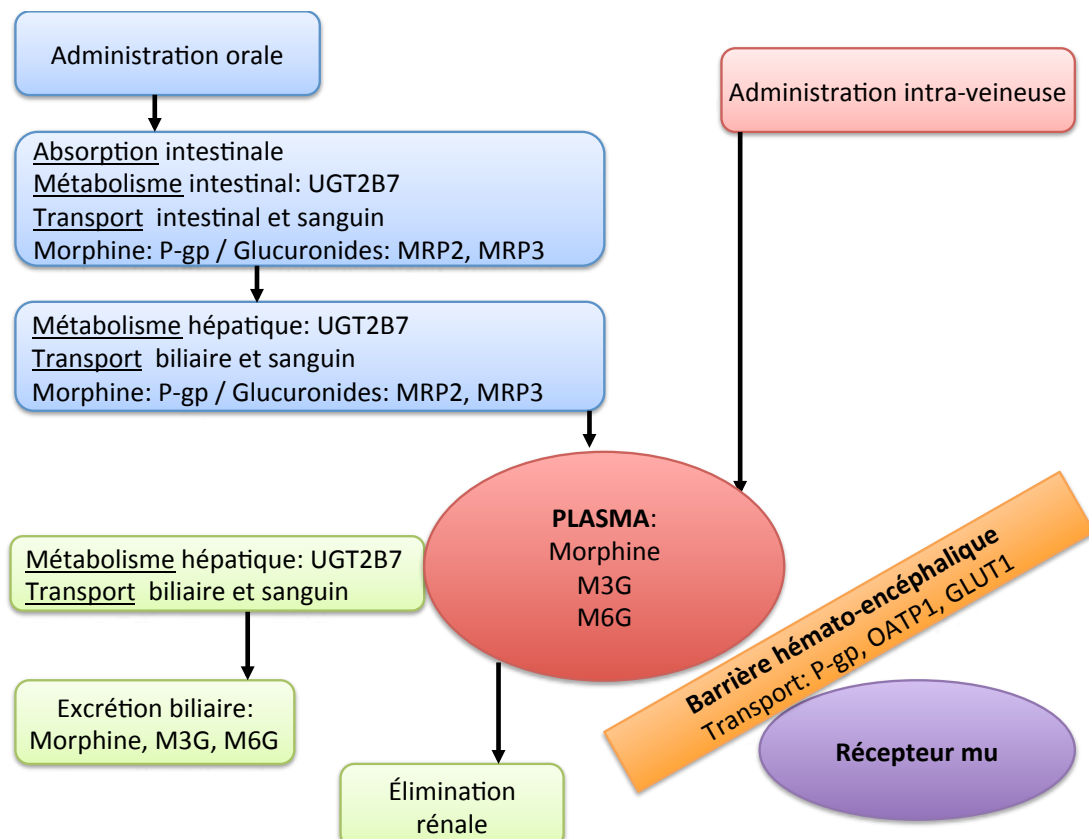 Administration orale
Administration intra-veineuse
Absorption intestinale
Métabolisme intestinal: UGT2B7
Transport intestinal et sanguin
Morphine: P-gp / Glucuronides: MRP2, MRP3
Métabolisme hépatique: UGT2B7
Transport biliaire et sanguin
Morphine: P-gp / Glucuronides: MRP2, MRP3
PLASMA:
Morphine
M3G
M6G
Métabolisme hépatique: UGT2B7
Transport biliaire et sanguin
Barrière hémato-encéphalique
Transport: P-gp, OATP1, GLUT1
Excrétion biliaire:
Morphine, M3G, M6G
Récepteur mu
Élimination
rénale